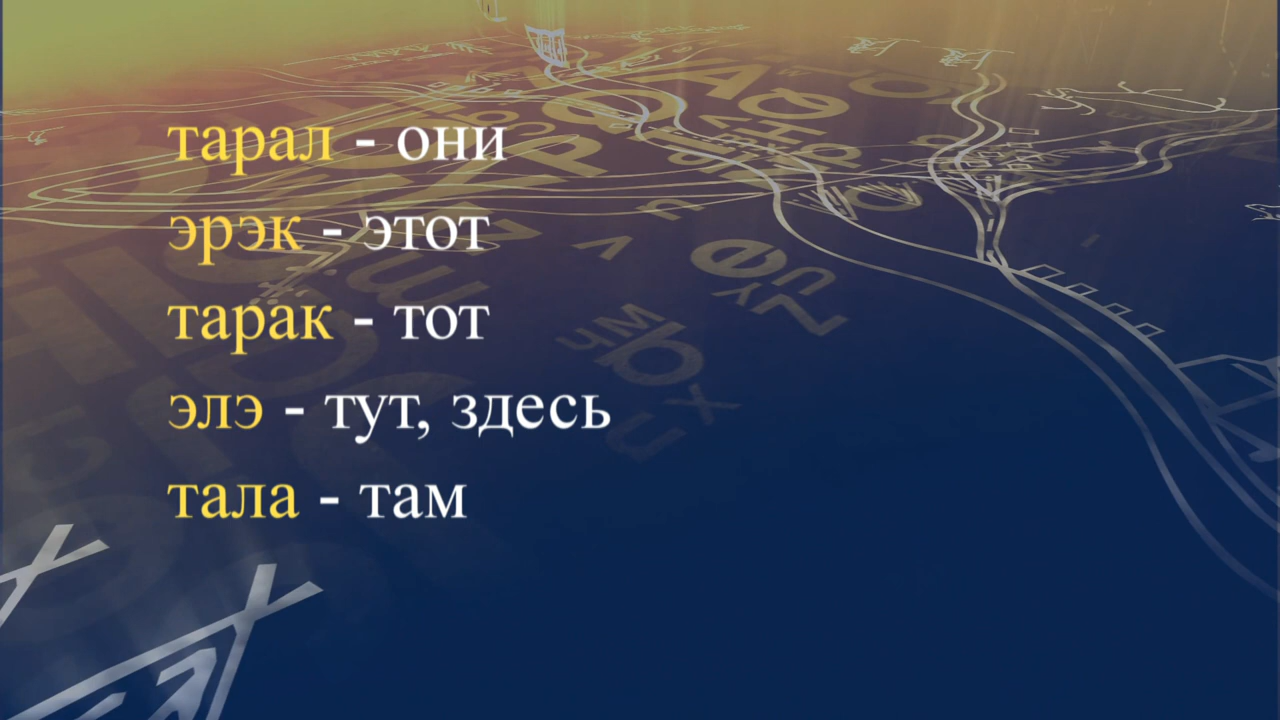 тарал - они
эрэк - этот
тарак - тот
элэ - тут, здесь
тала - там